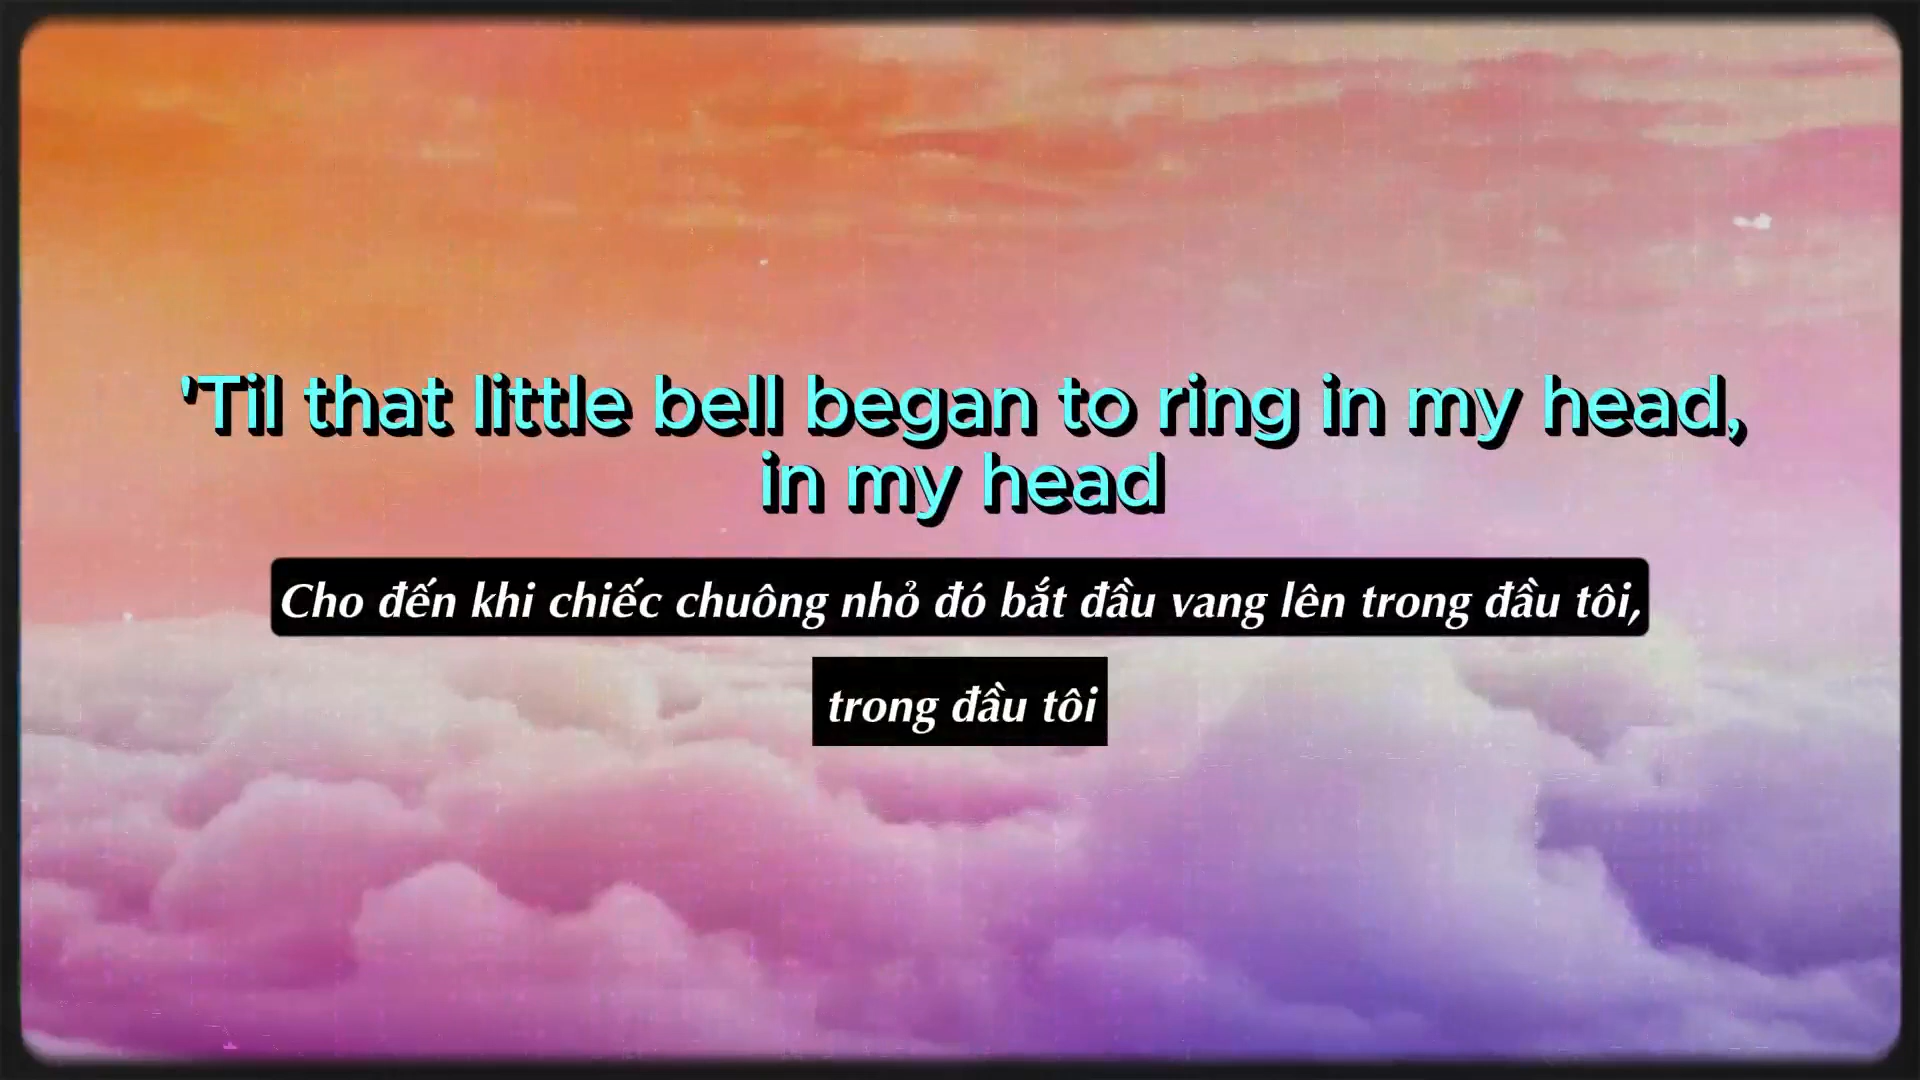 'Til that little bell began to ring in my head,
in my head
Cho đến khi chiếc chuông nhỏ đó bắt đầu vang lên trong đầu tôi,
trong đầu tôi